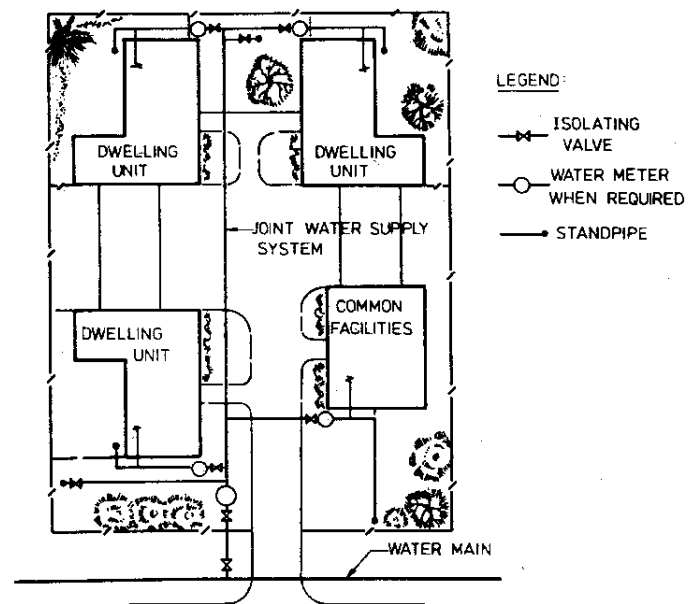 LEGEND:
ISOLATING
VALVE
WATER METER
WHEN REQUIRED
STANDPIPE
DWELLING
UNIT
DWELLING
UNIT
JOINT WATER SUPPLY
SYSTEM
COMMON
FACILITIES
DWELLING
UNIT
WATER MAIN